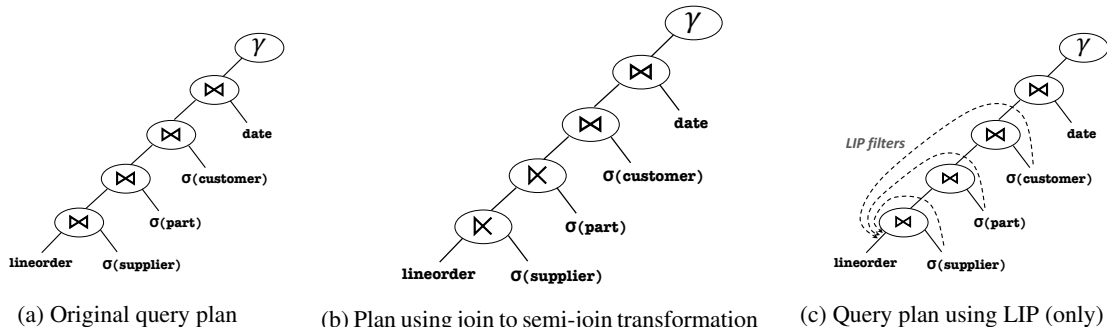 γ
⋈
date
⋈
σ(customer)
⋈
σ(part)
⋈
lineorder
σ(supplier)
(a) Original query plan
γ
⋈
date
⋈
σ(customer)
⋉
σ(part)
⋉
lineorder
σ(supplier)
(b) Plan using join to semi-join transformation
γ
⋈
date
LIP filters
⋈
σ(customer)
⋈
σ(part)
⋈
lineorder
σ(supplier)
(c) Query plan using LIP (only)